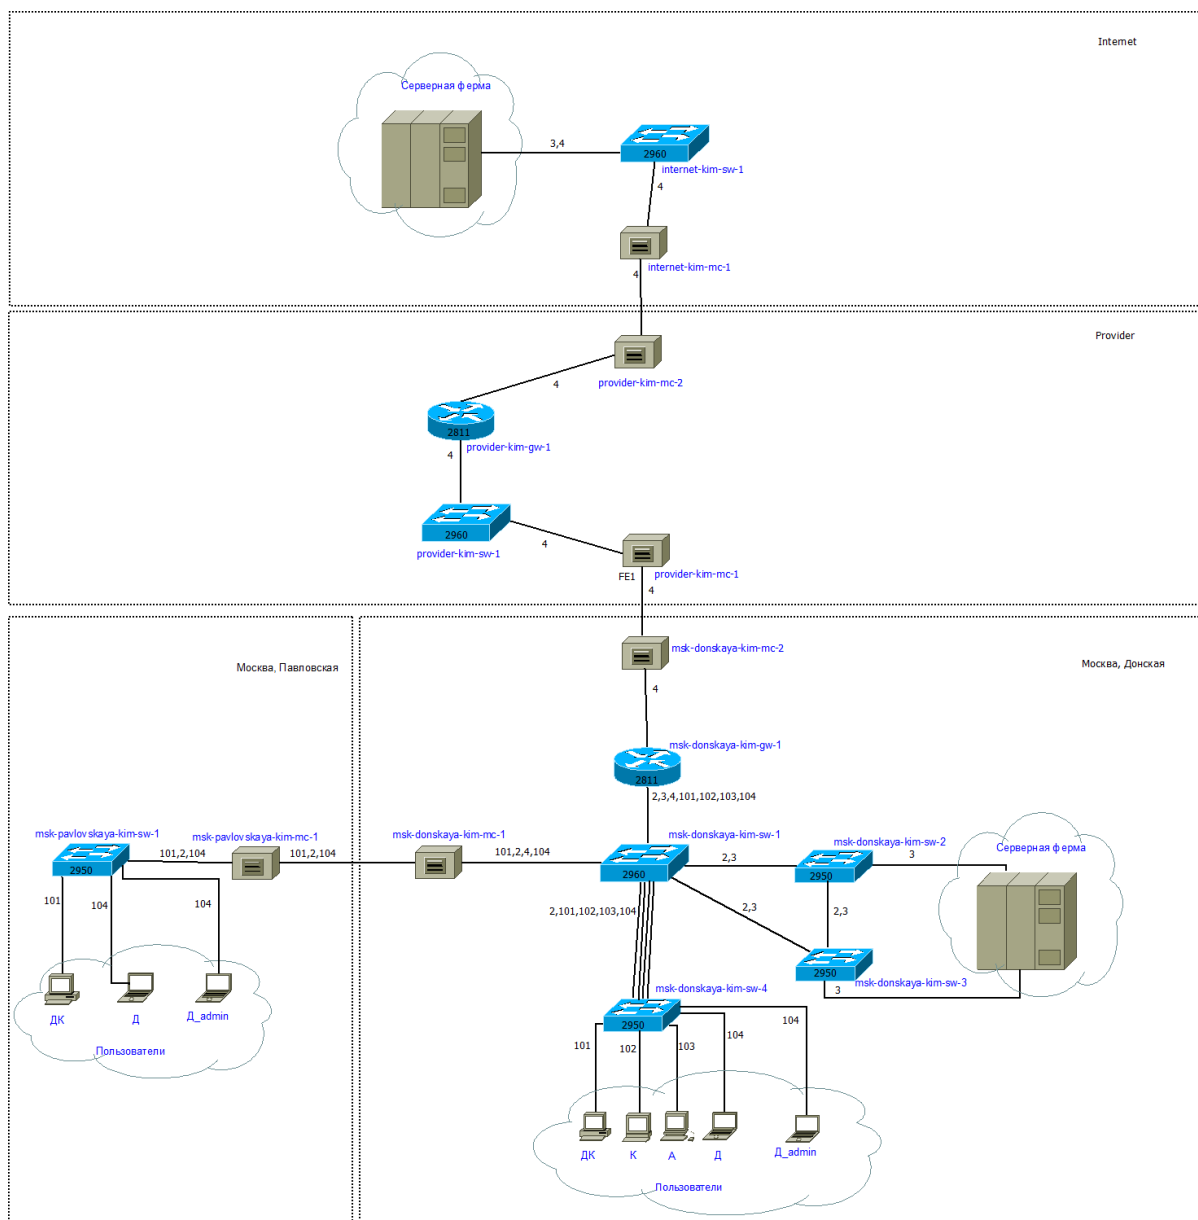 Internet
Серверная ферма
3,4
2960
internet-kim-sw-1
4
internet-kim-mc-1
4
Provider
provider-kim-mc-2
4
2811
provider-kim-gw-1
4
2960
provider-kim-sw-1
4
FE1
provider-kim-mc-1
4
Москва, Павловская
msk-donskaya-kim-mc-2
Москва, Донская
4
msk-donskaya-kim-gw-1
2811
2,3,4,101,102,103,104
msk-pavlovskaya-kim-sw-1
msk-pavlovskaya-kim-mc-1
msk-donskaya-kim-mc-1
msk-donskaya-kim-sw-1
msk-donskaya-kim-sw-2
Серверная ферма
2950
101,2,104
101,2,104
101,2,4,104
2960
2,3
2950
3
101
104
104
2,101,102,103,104
2,3
2,3
2950
msk-donskaya-kim-sw-3
3
msk-donskaya-kim-sw-4
2950
ДК
Д
Д_admin
Пользователи
101
102
103
104
104
ДК
К
А
Д
Д_admin
Пользователи